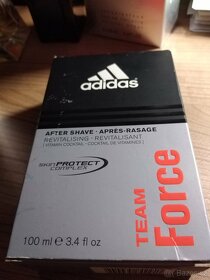 adidas
AFTER SHAVE · APRÈS-RASAGE
REVITALISING · REVITALISANT
[VITAMIN COCKTAIL · COCKTAIL DE VITAMINES]
SKIN PROTECT
COMPLEX
TEAM
Force
100 ml e 3.4 fl oz